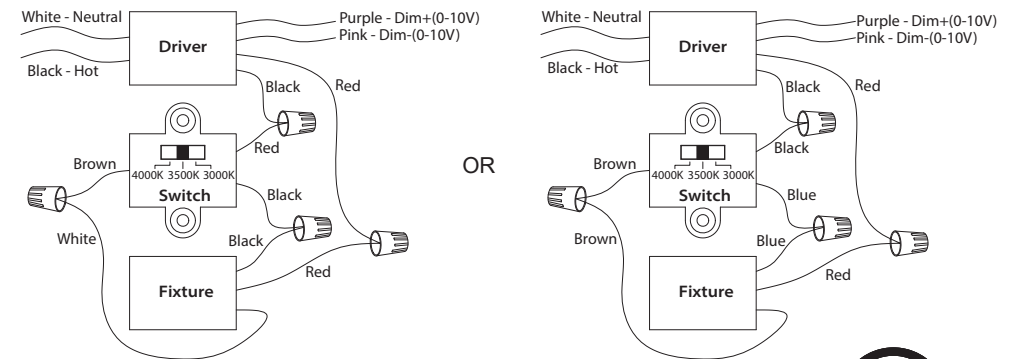 White - Neutral
Purple - Dim+(0-10V)
Pink - Dim-(0-10V)
Driver
Black - Hot
Black
Red
Red
Brown
4000K 3500K 3000K
Switch
Black
White
Black
Red
Fixture
OR
White - Neutral
Purple - Dim+(0-10V)
Pink - Dim-(0-10V)
Driver
Black - Hot
Black
Red
Black
Brown
4000K 3500K 3000K
Switch
Blue
Brown
Blue
Red
Fixture